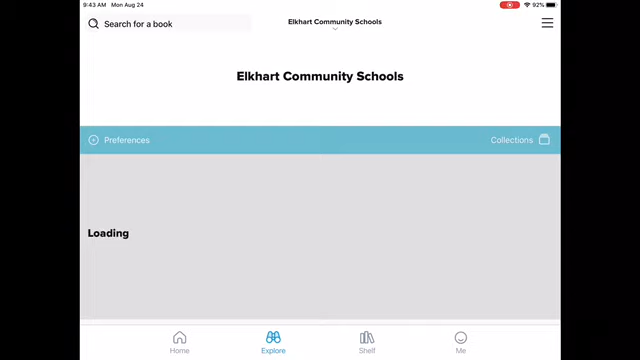 9:43 AM Mon Aug 24
92%
Search for a book
Elkhart Community Schools
Elkhart Community Schools
Preferences
Collections
Loading
Home
Explore
Shelf
Me